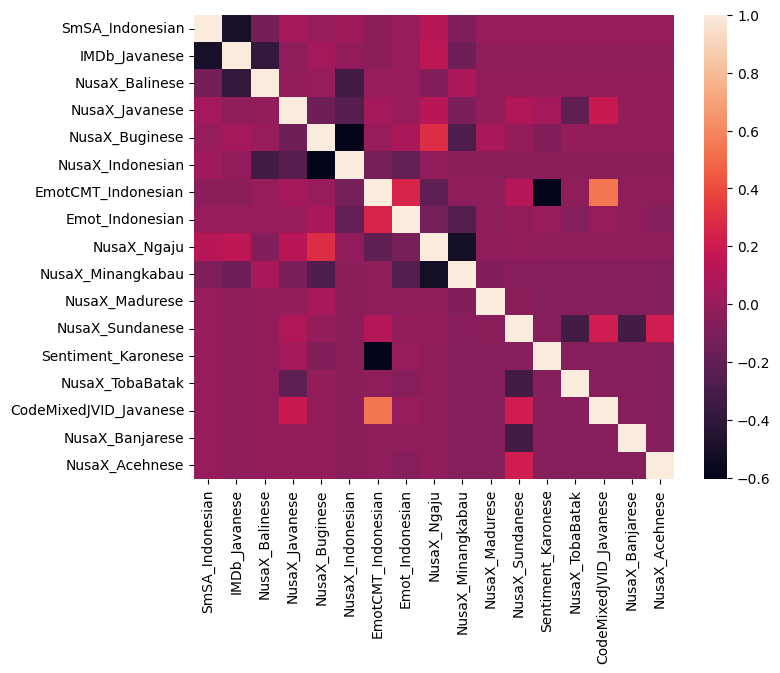 SmSA_Indonesian
IMDb_Javanese
NusaX_Balinese
NusaX_Javanese
NusaX_Buginese
NusaX_Indonesian
EmotCMT_Indonesian
Emot_Indonesian
NusaX_Ngaju
NusaX_Minangkabau
NusaX_Madurese
NusaX_Sundanese
Sentiment_Karonese
NusaX_TobaBatak
CodeMixedJVID_Javanese
NusaX_Banjarese
NusaX_Acehnese
SmSA_Indonesian
IMDb_Javanese
NusaX_Balinese
NusaX_Javanese
NusaX_Buginese
NusaX_Indonesian
EmotCMT_Indonesian
Emot_Indonesian
NusaX_Ngaju
NusaX_Minangkabau
NusaX_Madurese
NusaX_Sundanese
Sentiment_Karonese
NusaX_TobaBatak
CodeMixedJVID_Javanese
NusaX_Banjarese
NusaX_Acehnese
1.0
0.8
0.6
0.4
0.2
0.0
−0.2
−0.4
−0.6